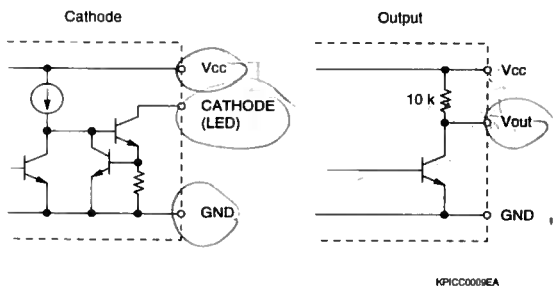 Cathode
Vcc
CATHODE
(LED)
GND
Output
Vcc
10 k
Vout
GND
KPICC0009EA